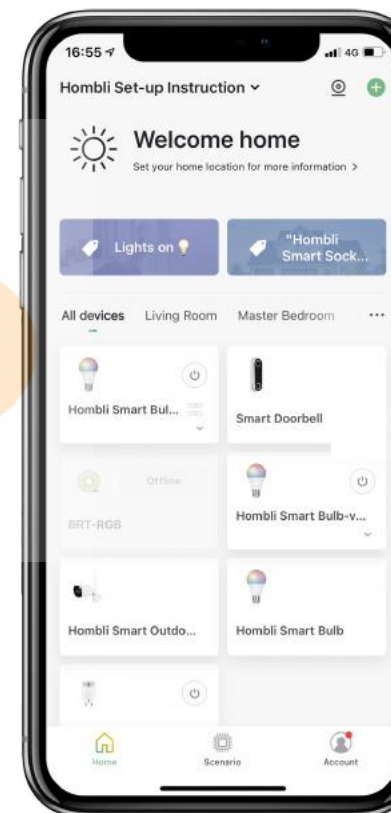 16:55
4G
Hombli Set-up Instruction
Welcome home
Set your home location for more information >
Lights on
"Hombli
Smart Sock...
All devices Living Room Master Bedroom ...
Hombli Smart Bul...
Smart Doorbell
Offline
BRT-RGB
Hombli Smart Bulb-v...
Hombli Smart Outdo...
Hombli Smart Bulb
Home Scenario Account